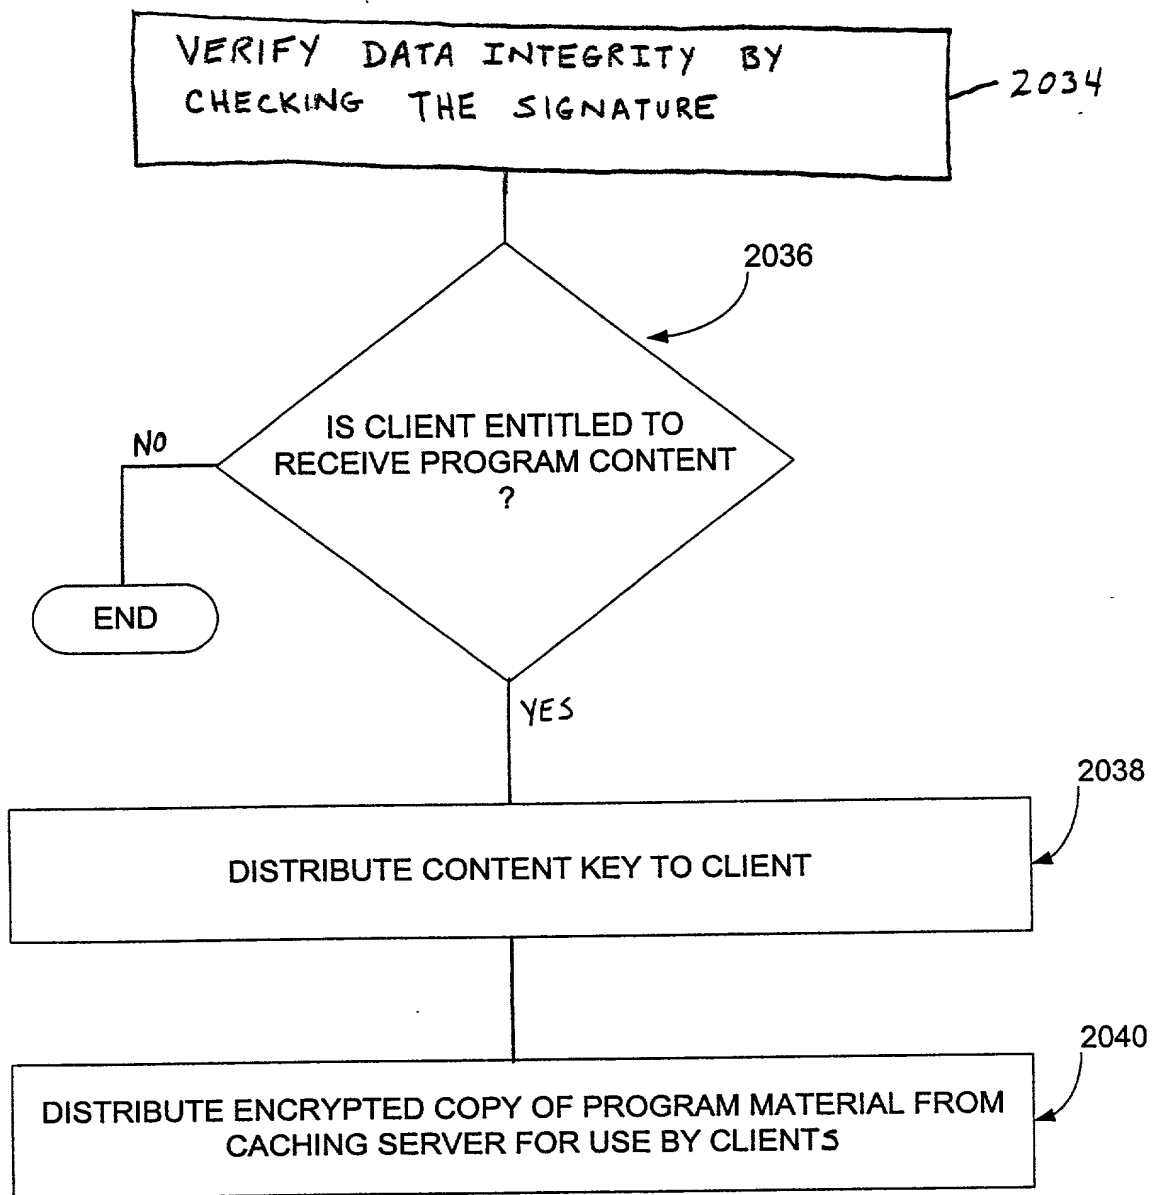 VERIFY DATA INTEGRITY BY
CHECKING THE SIGNATURE
2034
2036
IS CLIENT ENTITLED TO
RECEIVE PROGRAM CONTENT
?
NO
END
YES
2038
DISTRIBUTE CONTENT KEY TO CLIENT
2040
DISTRIBUTE ENCRYPTED COPY OF PROGRAM MATERIAL FROM
CACHING SERVER FOR USE BY CLIENTS